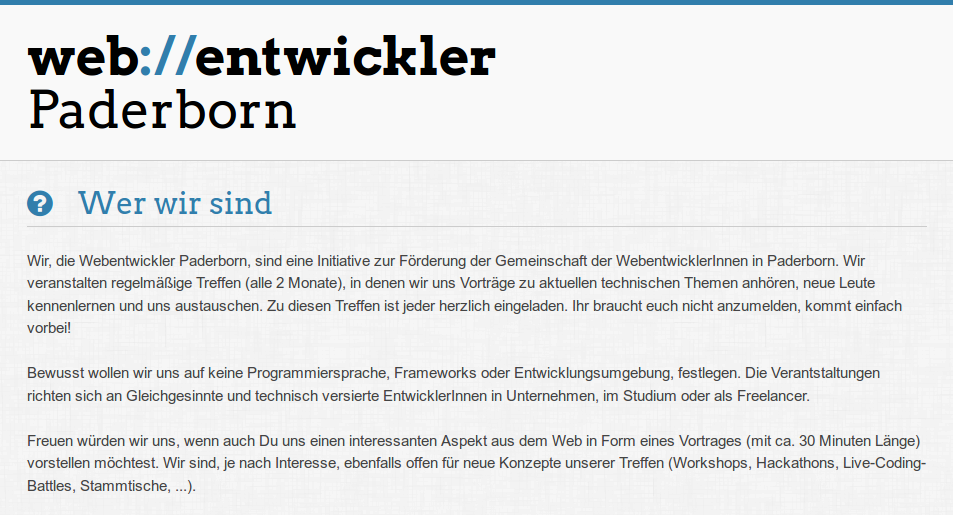 web://entwickler
Paderborn
Wer wir sind
Wir, die Webentwickler Paderborn, sind eine Initiative zur Förderung der Gemeinschaft der WebentwicklerInnen in Paderborn. Wir
veranstalten regelmäßige Treffen (alle 2 Monate), in denen wir uns Vorträge zu aktuellen technischen Themen anhören, neue Leute
kennenlernen und uns austauschen. Zu diesen Treffen ist jeder herzlich eingeladen. Ihr braucht euch nicht anzumelden, kommt einfach
vorbei!
Bewusst wollen wir uns auf keine Programmiersprache, Frameworks oder Entwicklungsumgebung, festlegen. Die Verantstaltungen
richten sich an Gleichgesinnte und technisch versierte EntwicklerInnen in Unternehmen, im Studium oder als Freelancer.
Freuen würden wir uns, wenn auch Du uns einen interessanten Aspekt aus dem Web in Form eines Vortrages (mit ca. 30 Minuten Länge)
vorstellen möchtest. Wir sind, je nach Interesse, ebenfalls offen für neue Konzepte unserer Treffen (Workshops, Hackathons, Live-Coding-
Battles, Stammtische, ...).